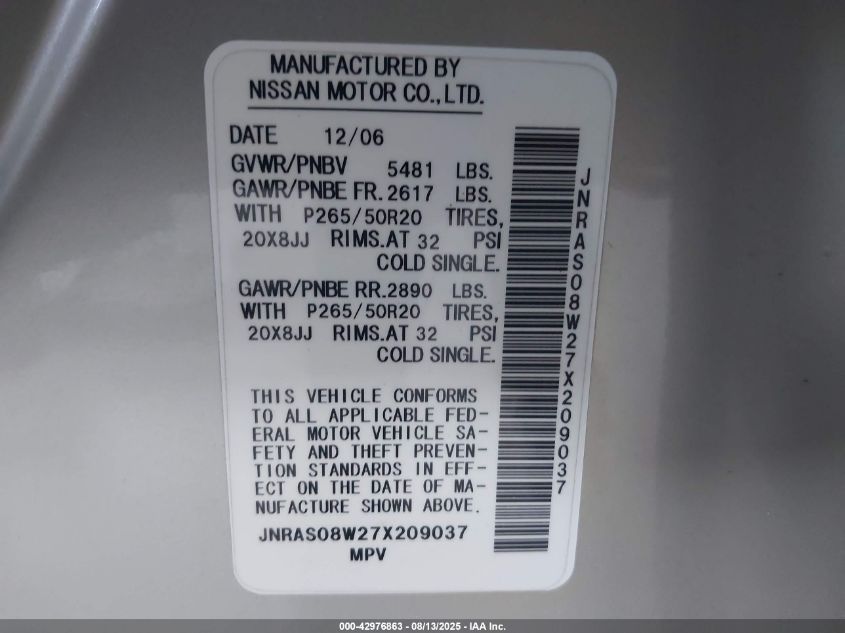 MANUFACTURED BY
NISSAN MOTOR CO.,LTD.
DATE 12/06
GVWR/PNBV 5481 LBS.
GAWR/PNBE FR. 2617 LBS.
WITH P265/50R20 TIRES,
20X8JJ RIMS.AT 32 PSI
COLD SINGLE.
GAWR/PNBE RR. 2890 LBS.
WITH P265/50R20 TIRES,
20X8JJ RIMS.AT 32 PSI
COLD SINGLE.
THIS VEHICLE CONFORMS
TO ALL APPLICABLE FED-
ERAL MOTOR VEHICLE SA-
FETY AND THEFT PREVEN-
TION STANDARDS IN EFF-
ECT ON THE DATE OF MA-
NUFACTURE SHOWN ABOVE.
JNRAS08W27X209037
MPV
JNRAS08W27X209037
000-42976863 - 08/13/2025 - IAA Inc.